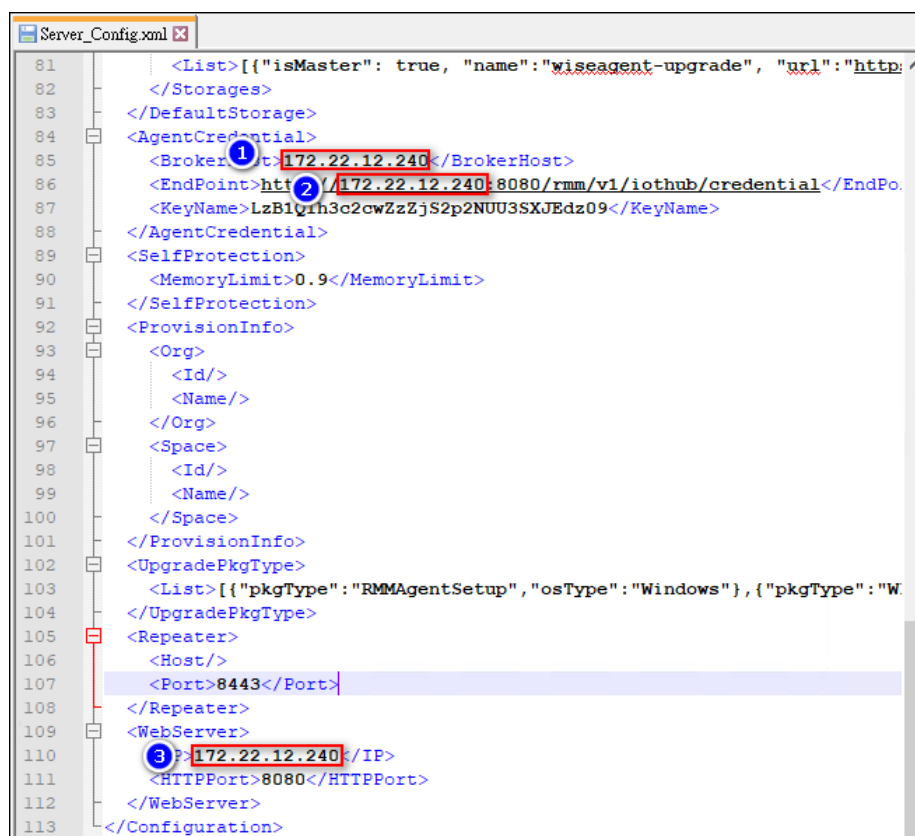 Server_Config.xml
81 <List>[{"isMaster": true, "name":"wiseagent-upgrade", "url":"http
82 </Storages>
83 </DefaultStorage>
84 <AgentCredential>
85 <Broker 1 t>172.22.12.240</BrokerHost>
86 <EndPoint>ht 2 //172.22.12.240:8080/rmm/v1/iothub/credential</EndPo
87 <KeyName> 3c2cwZzZjS2p2NUU3SXJEdz09</KeyName>
88 </AgentCredential>
89 <SelfProtection>
90 <MemoryLimit>0.9</MemoryLimit>
91 </SelfProtection>
92 <ProvisionInfo>
93 <Org>
94 <Id/>
95 <Name/>
96 </Org>
97 <Space>
98 <Id/>
99 <Name/>
100 </Space>
101 </ProvisionInfo>
102 <UpgradePkgType>
103 <List>[{"pkgType":"RMMAgentSetup","osType":"Windows"},{"pkgType":"W
104 </UpgradePkgType>
105 <Repeater>
106 <Host/>
107 <Port>8443</Port>
108 </Repeater>
109 <WebServer>
110 3 P>172.22.12.240</IP>
111 <HTTPPort>8080</HTTPPort>
112 </WebServer>
113 </Configuration>